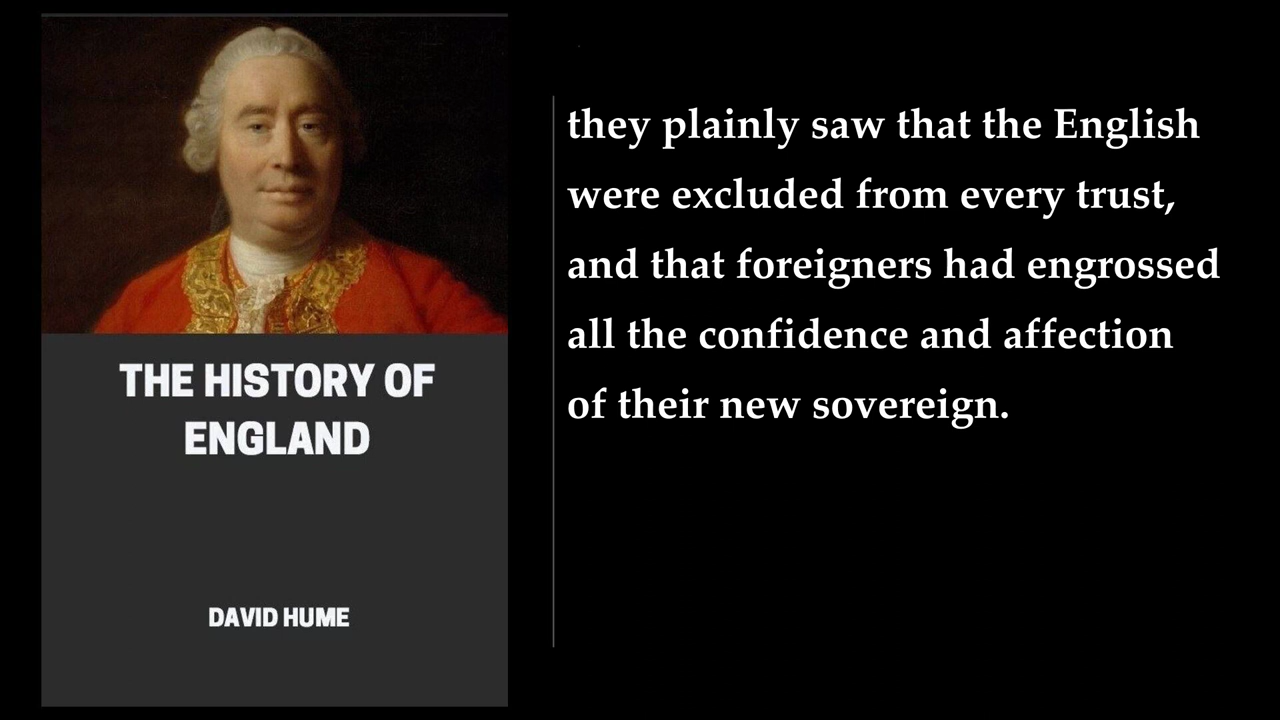 THE HISTORY OF
ENGLAND
DAVID HUME
they plainly saw that the English
were excluded from every trust,
and that foreigners had engrossed
all the confidence and affection
of their new sovereign.